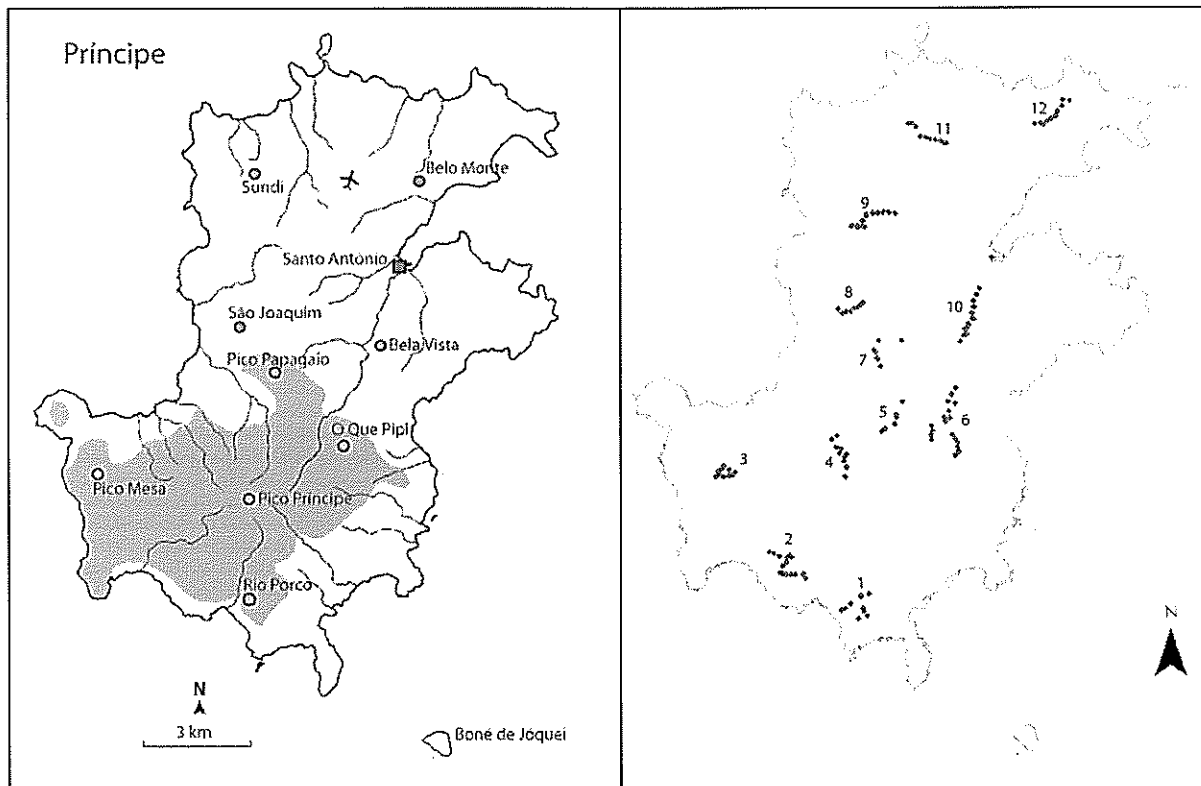 Príncipe
Sundi
Belo Monte
Santo António
São Joaquim
Bela Vista
Pico Papagaio
O Que Pipi
Pico Mesa
Pico Príncipe
Rio Porco
N
3 km
Boné de Jóquei
12
11
9
8
10
7
5
6
4
3
2
1
N